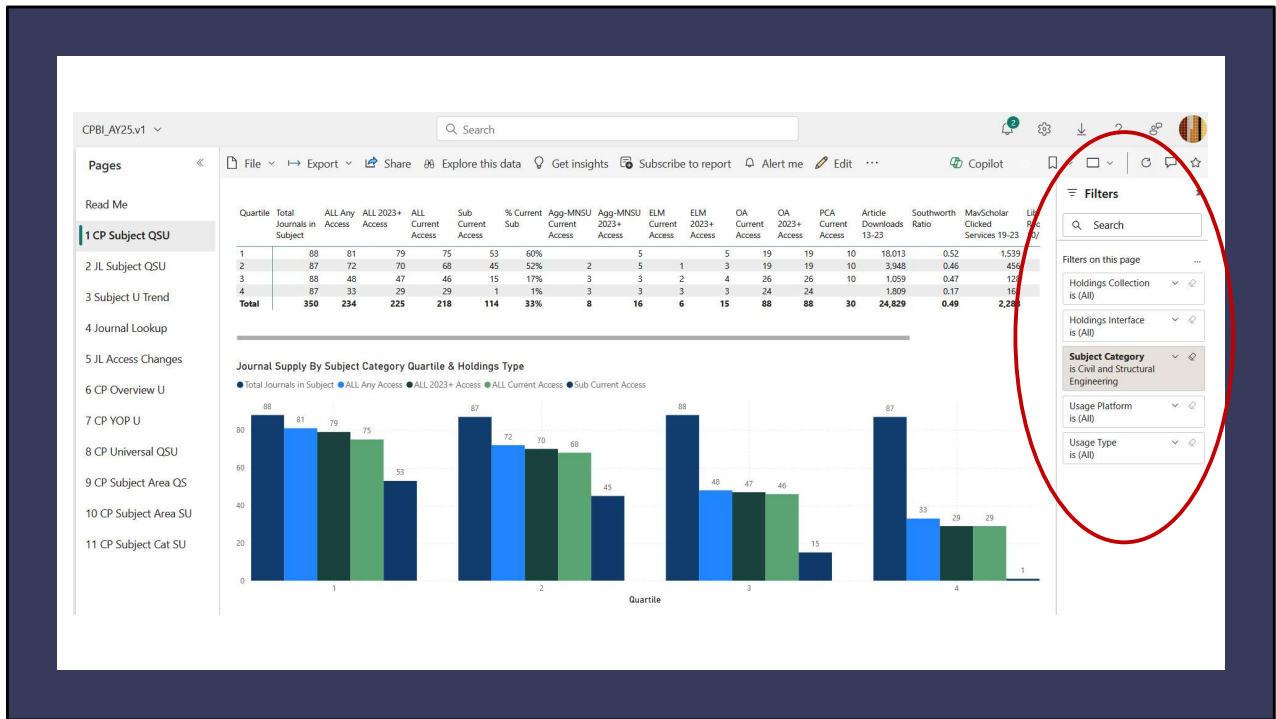 CPBI_AY25.v1
Search
2
?
Pages
File
Export
Share
Explore this data
Get insights
Subscribe to report
Alert me
Edit
...
Copilot
Read Me
1 CP Subject QSU
2 JL Subject QSU
3 Subject U Trend
4 Journal Lookup
5 JL Access Changes
6 CP Overview U
7 CP YOP U
8 CP Universal QSU
9 CP Subject Area QS
10 CP Subject Area SU
11 CP Subject Cat SU
Quartile Total ALL Any ALL 2023+ ALL Sub % Current Agg-MNSU Agg-MNSU ELM ELM OA OA PCA Article Southworth MavScholar
Journals in Access Access Current Current Sub Current 2023+ Current 2023+ Current 2023+ Current Downloads Ratio Clicked
Subject Access Access Access Access Access Access Access Access Access 13-23 Services 19-23
1 88 81 79 75 53 60% 5 5 19 19 10 18,013 0.52 1,539
2 87 72 70 68 45 52% 2 5 1 3 19 19 10 3,948 0.46 456
3 88 48 47 46 15 17% 3 3 2 4 26 26 10 1,059 0.47 128
4 87 33 29 29 1 1% 3 3 3 3 24 24 1,809 0.17
Total 350 234 225 218 114 33% 8 16 6 15 88 88 30 24,829 0.49
Journal Supply By Subject Category Quartile & Holdings Type
Total Journals in Subject ALL Any Access ALL 2023+ Access ALL Current Access Sub Current Access
88 87 88 87
81
80 79
75
72
70
68
60
53
48
47
46
45
40
33
29 29
20
15
1
0
1 2 3 4
Quartile
Filters
Search
Filters on this page
...
Holdings Collection
is (All)
Holdings Interface
is (All)
Subject Category
is Civil and Structural
Engineering
Usage Platform
is (All)
Usage Type
is (All)